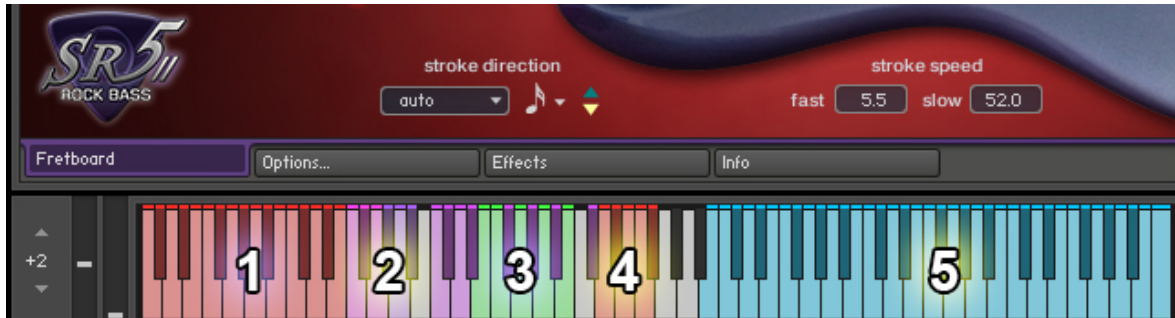 SR5II
ROCK BASS
stroke direction
auto
stroke speed
fast 5.5 slow 52.0
Fretboard Options... Effects Info
+2
1 2 3 4 5